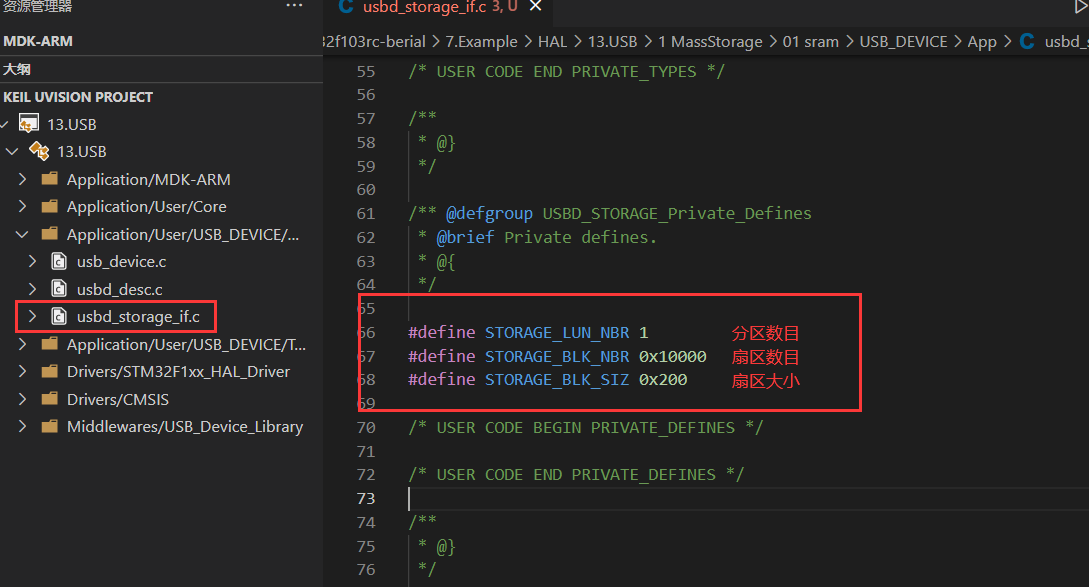 资源管理器
MDK-ARM
大纲
KEIL UVISION PROJECT
13.USB
13.USB
Application/MDK-ARM
Application/User/Core
Application/User/USB_DEVICE/...
usb_device.c
usbd_desc.c
usbd_storage_if.c
Application/User/USB_DEVICE/T...
Drivers/STM32F1xx_HAL_Driver
Drivers/CMSIS
Middlewares/USB_Device_Library
usbd_storage_if.c 3, U
32f103rc-berial > 7.Example > HAL > 13.USB > 1 MassStorage > 01 sram > USB_DEVICE > App > C usbd_s
55 /* USER CODE END PRIVATE_TYPES */
56
57 /**
58 * @}
59 */
60
61 /** @defgroup USBD_STORAGE_Private_Defines
62 * @brief Private defines.
63 * @{
64 */
65
66 #define STORAGE_LUN_NBR 1 分区数目
67 #define STORAGE_BLK_NBR 0x10000 扇区数目
68 #define STORAGE_BLK_SIZ 0x200 扇区大小
69
70 /* USER CODE BEGIN PRIVATE_DEFINES */
71
72 /* USER CODE END PRIVATE_DEFINES */
73
74 /**
75 * @}
76 */